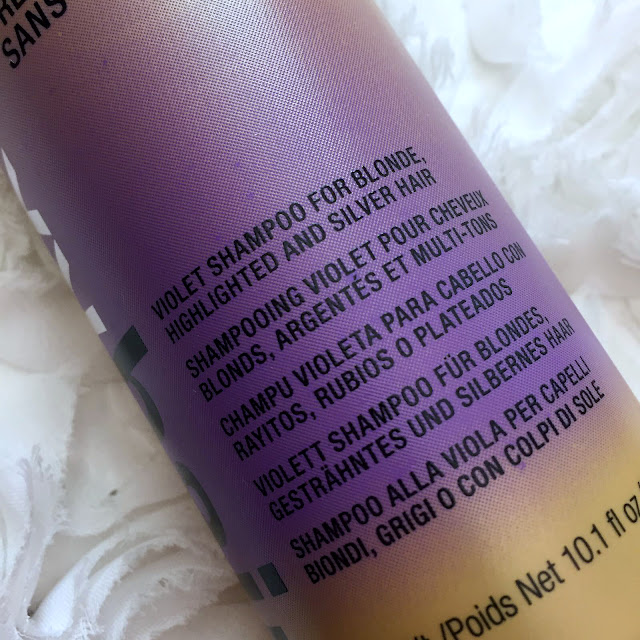 SANS
VIOLET SHAMPOO FOR BLONDE,
HIGHLIGHTED AND SILVER HAIR
SHAMPOOING VIOLET POUR CHEVEUX
BLONDS, ARGENTÉS ET MULTI-TONS
CHAMPU VIOLETA PARA CABELLO CON
RAYITOS, RUBIOS O PLATEADOS
VIOLETT SHAMPOO FÜR BLONDES,
GESTRÄHNTES UND SILBERNES HAAR
SHAMPOO ALLA VIOLA PER CAPELLI
BIONDI, GRIGI O CON COLPI DI SOLE
/Poids Net 10.1 fl oz/